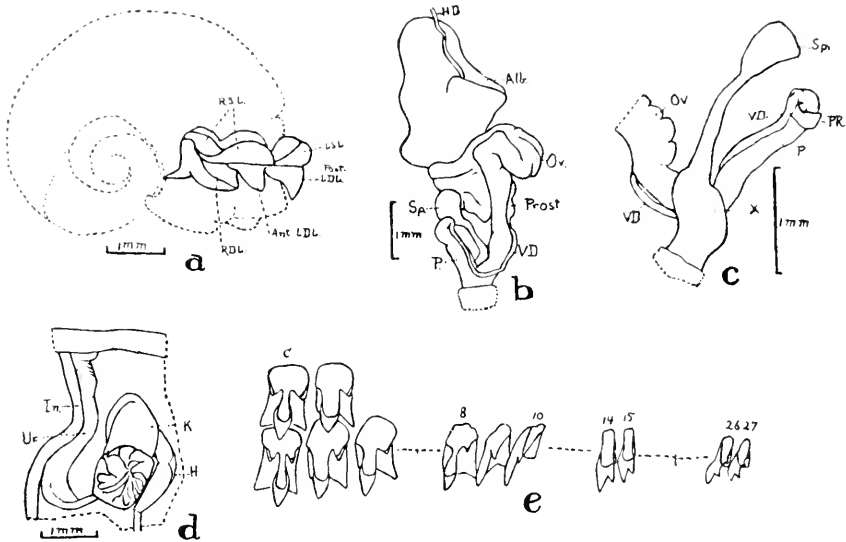 R.S.L.
L.S.L.
Post.
L.D.L.
Ant L.D.L.
R.D.L.
1mm
a
H.D.
Alb.
Ov.
Sp.
Prost
1mm
P.
VD
b
Sp.
Ov
VD.
PR
P
VD
X
1mm
c
In.
Ur.
K
H
1mm
d
C
8
10
14 15
26 27
e